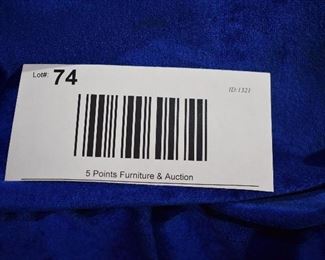 Lot#: 74
ID:1321
5 Points Furniture & Auction